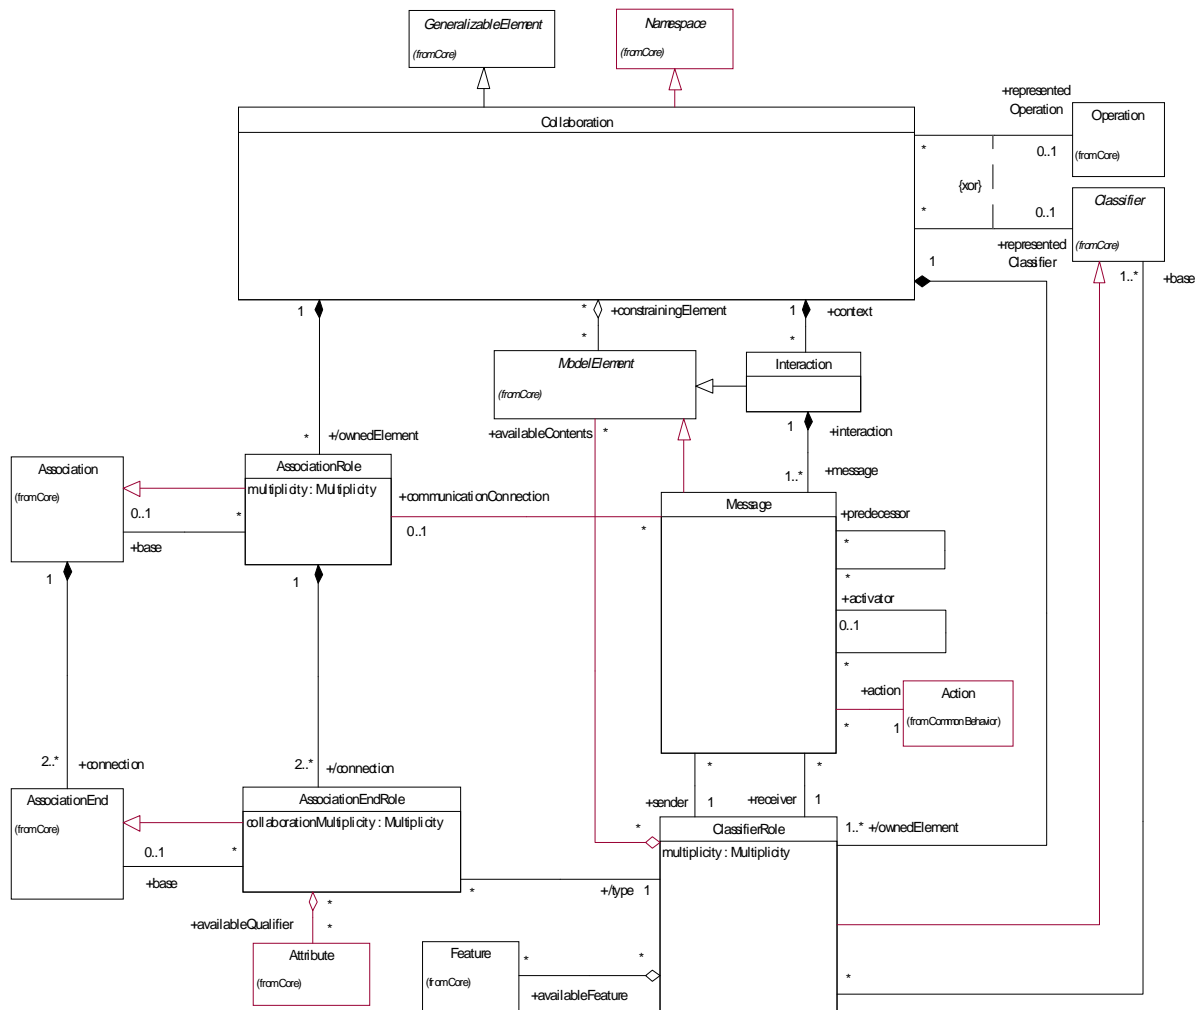 GeneralizableElement
(from Core)
Namespace
(from Core)
+represented
Operation
Operation
(from Core)
Collaboration
*
0..1
{xor}
*
0..1
Classifier
(from Core)
+represented
Classifier
1
1..*
+base
1
*
+constrainingElement
1
+context
*
*
ModelElement
(from Core)
Interaction
+availableContents
*
1
+interaction
*
+/ownedElement
1..*
+message
Association
(from Core)
AssociationRole
multiplicity : Multiplicity
+communicationConnection
Message
0..1
*
0..1
*
+predecessor
*
+base
1
1
*
+activator
0..1
*
+action
Action
(from Common Behavior)
*
1
2..*
+connection
2..*
+/connection
*
*
AssociationEnd
(from Core)
AssociationEndRole
collaborationMultiplicity : Multiplicity
+sender
1
+receiver
1
*
ClassifierRole
multiplicity : Multiplicity
1..*
+/ownedElement
0..1
*
+base
*
+/type
1
*
+availableQualifier
*
Attribute
(from Core)
Feature
(from Core)
*
*
+availableFeature
*